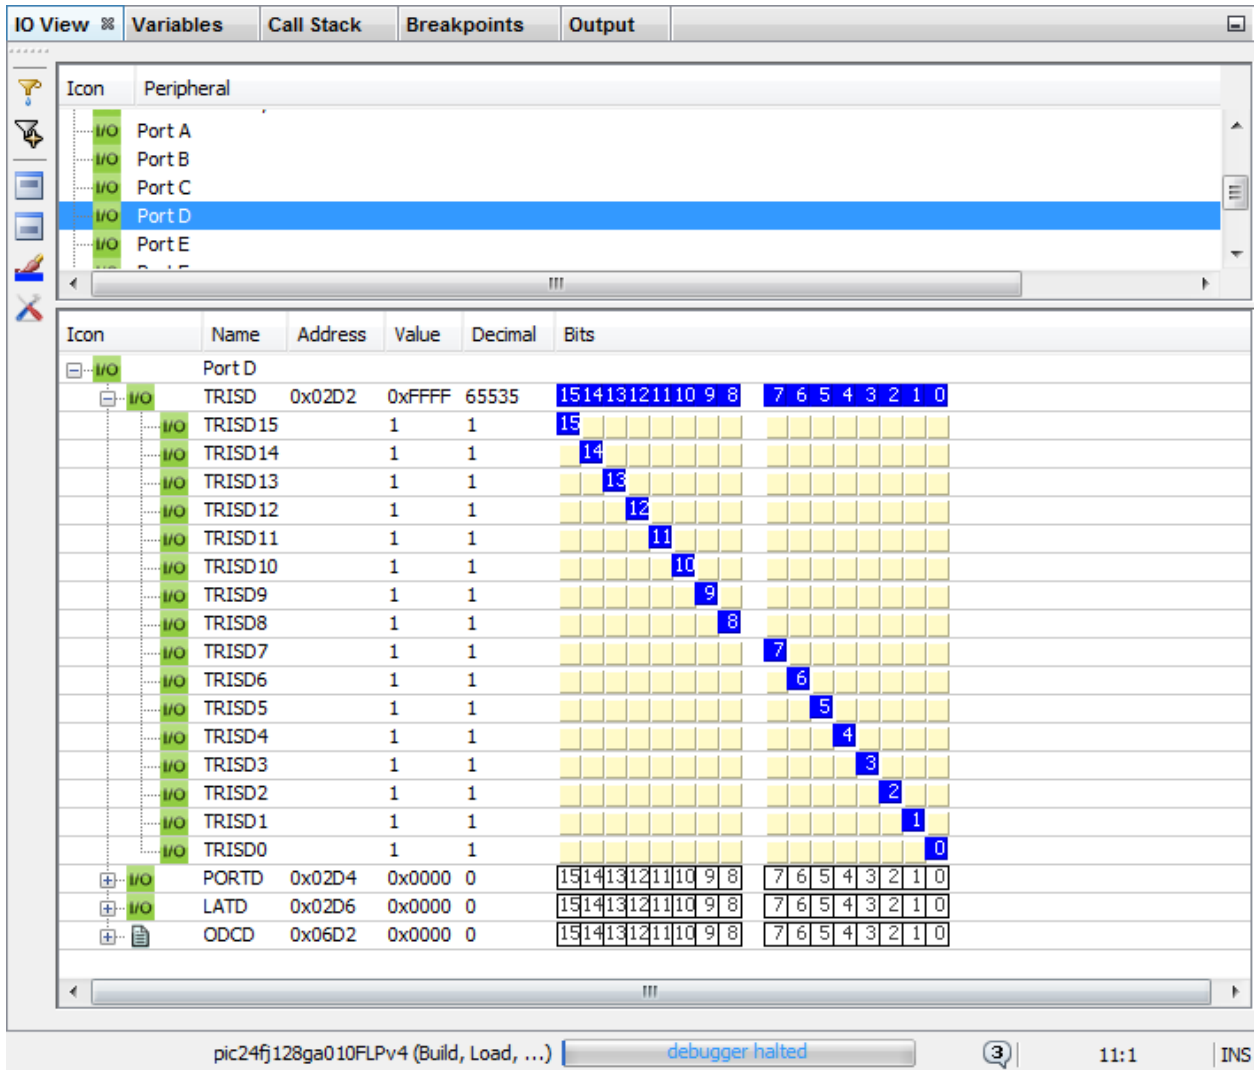 IO View Variables Call Stack Breakpoints Output
Icon Peripheral
I/O Port A
I/O Port B
I/O Port C
I/O Port D
I/O Port E
Icon Name Address Value Decimal Bits
I/O Port D
I/O TRISD 0x02D2 0xFFFF 65535 15 14 13 12 11 10 9 8 7 6 5 4 3 2 1 0
I/O TRISD15 1 1 15
I/O TRISD14 1 1 14
I/O TRISD13 1 1 13
I/O TRISD12 1 1 12
I/O TRISD11 1 1 11
I/O TRISD10 1 1 10
I/O TRISD9 1 1 9
I/O TRISD8 1 1 8
I/O TRISD7 1 1 7
I/O TRISD6 1 1 6
I/O TRISD5 1 1 5
I/O TRISD4 1 1 4
I/O TRISD3 1 1 3
I/O TRISD2 1 1 2
I/O TRISD1 1 1 1
I/O TRISD0 1 1 0
I/O PORTD 0x02D4 0x0000 0 15 14 13 12 11 10 9 8 7 6 5 4 3 2 1 0
I/O LATD 0x02D6 0x0000 0 15 14 13 12 11 10 9 8 7 6 5 4 3 2 1 0
ODCD 0x06D2 0x0000 0 15 14 13 12 11 10 9 8 7 6 5 4 3 2 1 0
pic24fj128ga010FLPv4 (Build, Load, ...) debugger halted 3 11:1 INS